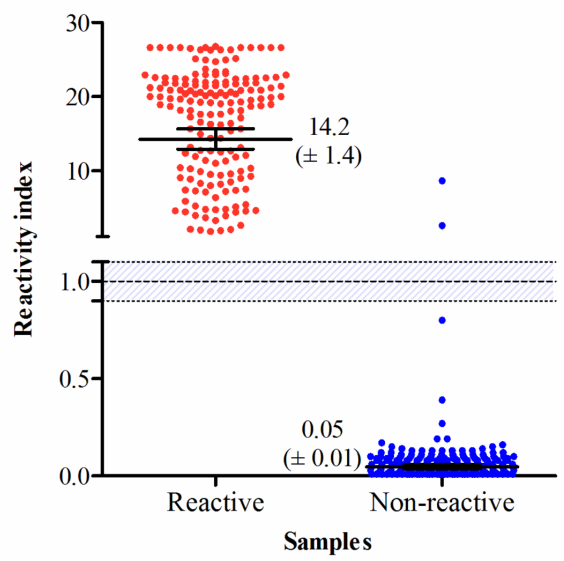 30
20
14.2
(± 1.4)
10
Reactivity index
1.0
0.5
0.05
(± 0.01)
0.0
Reactive
Non-reactive
Samples